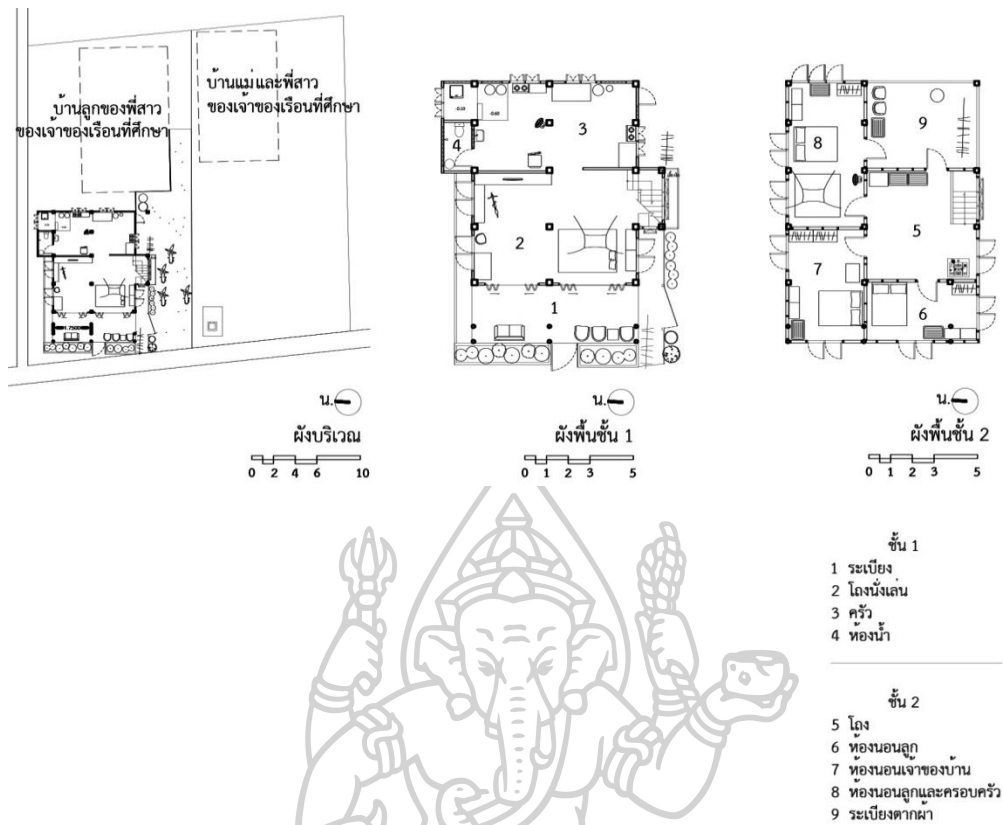 บ้านลูกของพี่สาว
ของเจ้าของเรือนที่ศึกษา
บ้านแม่และพี่สาว
ของเจ้าของเรือนที่ศึกษา
น.
ผังบริเวณ
0 2 4 6 10
3
4
2
1
น.
ผังพื้นชั้น 1
0 1 2 3 5
9
8
5
7
6
น.
ผังพื้นชั้น 2
0 1 2 3 5
ชั้น 1
1 ระเบียง
2 โถงนั่งเล่น
3 ครัว
4 ห้องน้ำ
ชั้น 2
5 โถง
6 ห้องนอนลูก
7 ห้องนอนเจ้าของบ้าน
8 ห้องนอนลูกและครอบครัว
9 ระเบียงตากผ้า